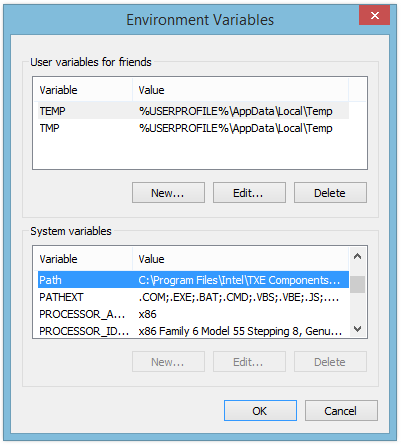 Environment Variables
User variables for friends
Variable Value
TEMP %USERPROFILE%\AppData\Local\Temp
TMP %USERPROFILE%\AppData\Local\Temp
New... Edit... Delete
System variables
Variable Value
Path C:\Program Files\Intel\TXE Components...
PATHEXT .COM;.EXE;.BAT;.CMD;.VBS;.VBE;.JS;....
PROCESSOR_A... x86
PROCESSOR_ID... x86 Family 6 Model 55 Stepping 8, Genu...
New... Edit... Delete
OK Cancel